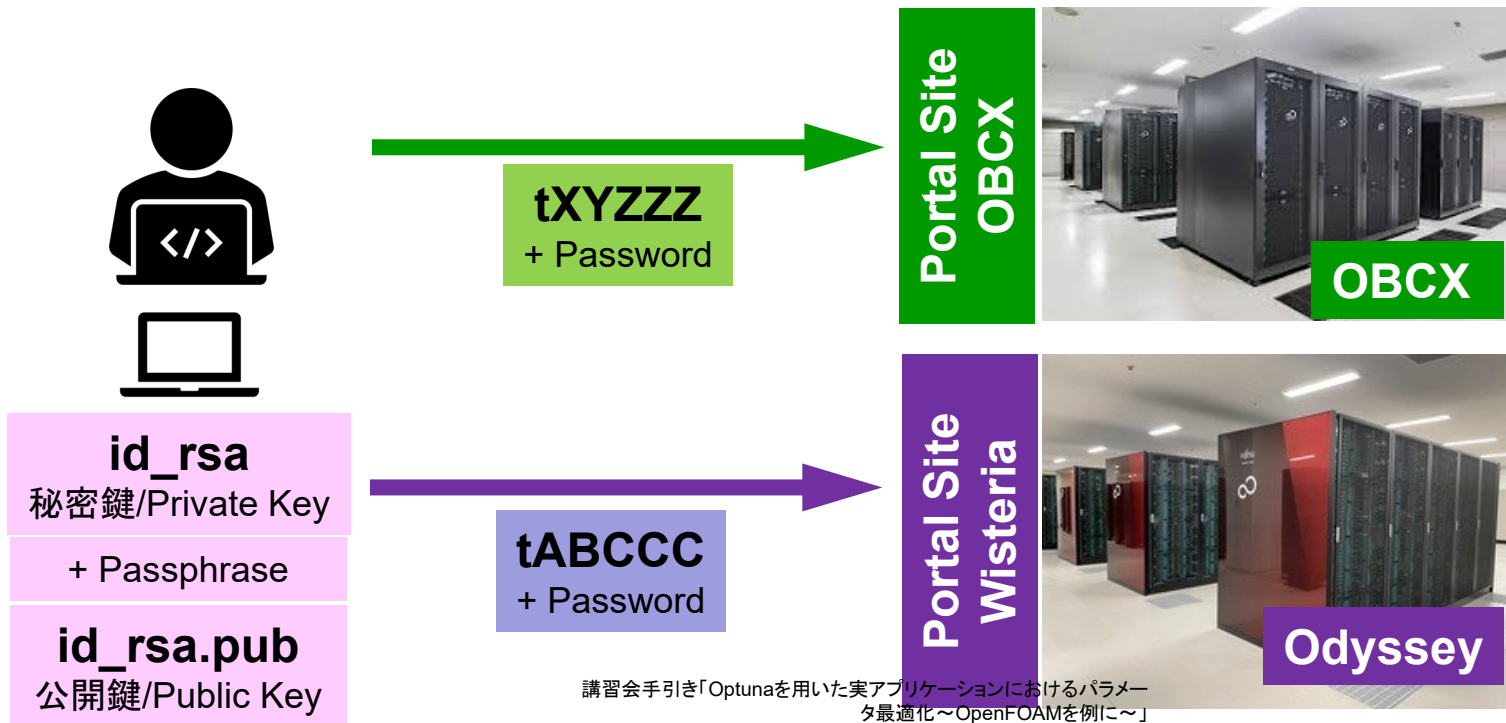 </>
tXYZZZ
+ Password
Portal Site
OBCX
OBCX
id_rsa
秘密鍵/Private Key
+ Passphrase
id_rsa.pub
公開鍵/Public Key
tABCCC
+ Password
Portal Site
Wisteria
Odyssey
講習会手引き「Optunaを用いた実アプリケーションにおけるパラメー
タ最適化～OpenFOAMを例に～」